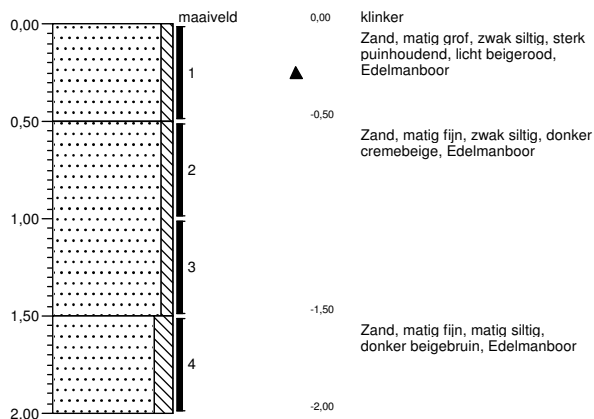 maaiveld
0,00
0,00
klinker
Zand, matig grof, zwak siltig, sterk
puinhoudend, licht beigerood,
Edelmanboor
1
-0,50
0,50
Zand, matig fijn, zwak siltig, donker
cremebeige, Edelmanboor
2
1,00
3
-1,50
1,50
Zand, matig fijn, matig siltig,
donker beigebruin, Edelmanboor
4
-2,00
2,00